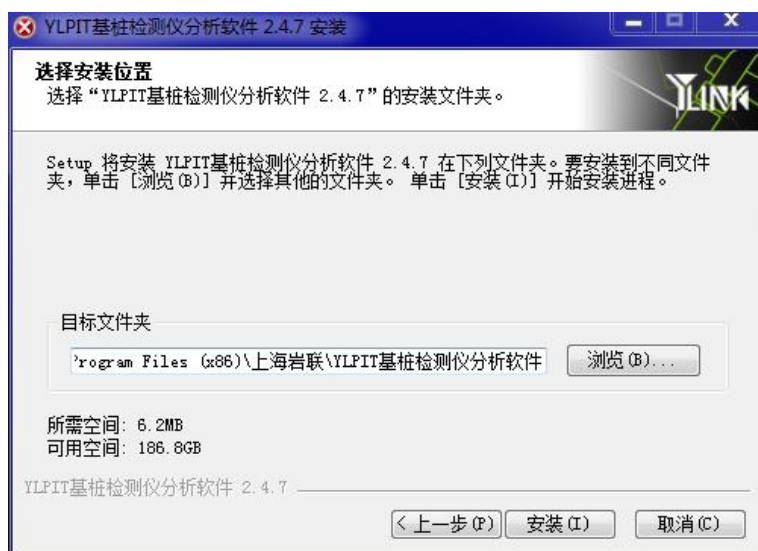 YLPIT基桩检测仪分析软件 2.4.7 安装
选择安装位置
选择“YLPIT基桩检测仪分析软件 2.4.7”的安装文件夹。
YLINK
Setup 将安装 YLPIT基桩检测仪分析软件 2.4.7 在下列文件夹。要安装到不同文件
夹，单击 [浏览(B)] 并选择其他的文件夹。 单击 [安装(I)] 开始安装进程。
目标文件夹
Program Files (x86)\上海岩联\YLPIT基桩检测仪分析软件
浏览(B)...
所需空间: 6.2MB
可用空间: 186.8GB
YLPIT基桩检测仪分析软件 2.4.7
< 上一步(P)
安装(I)
取消(C)